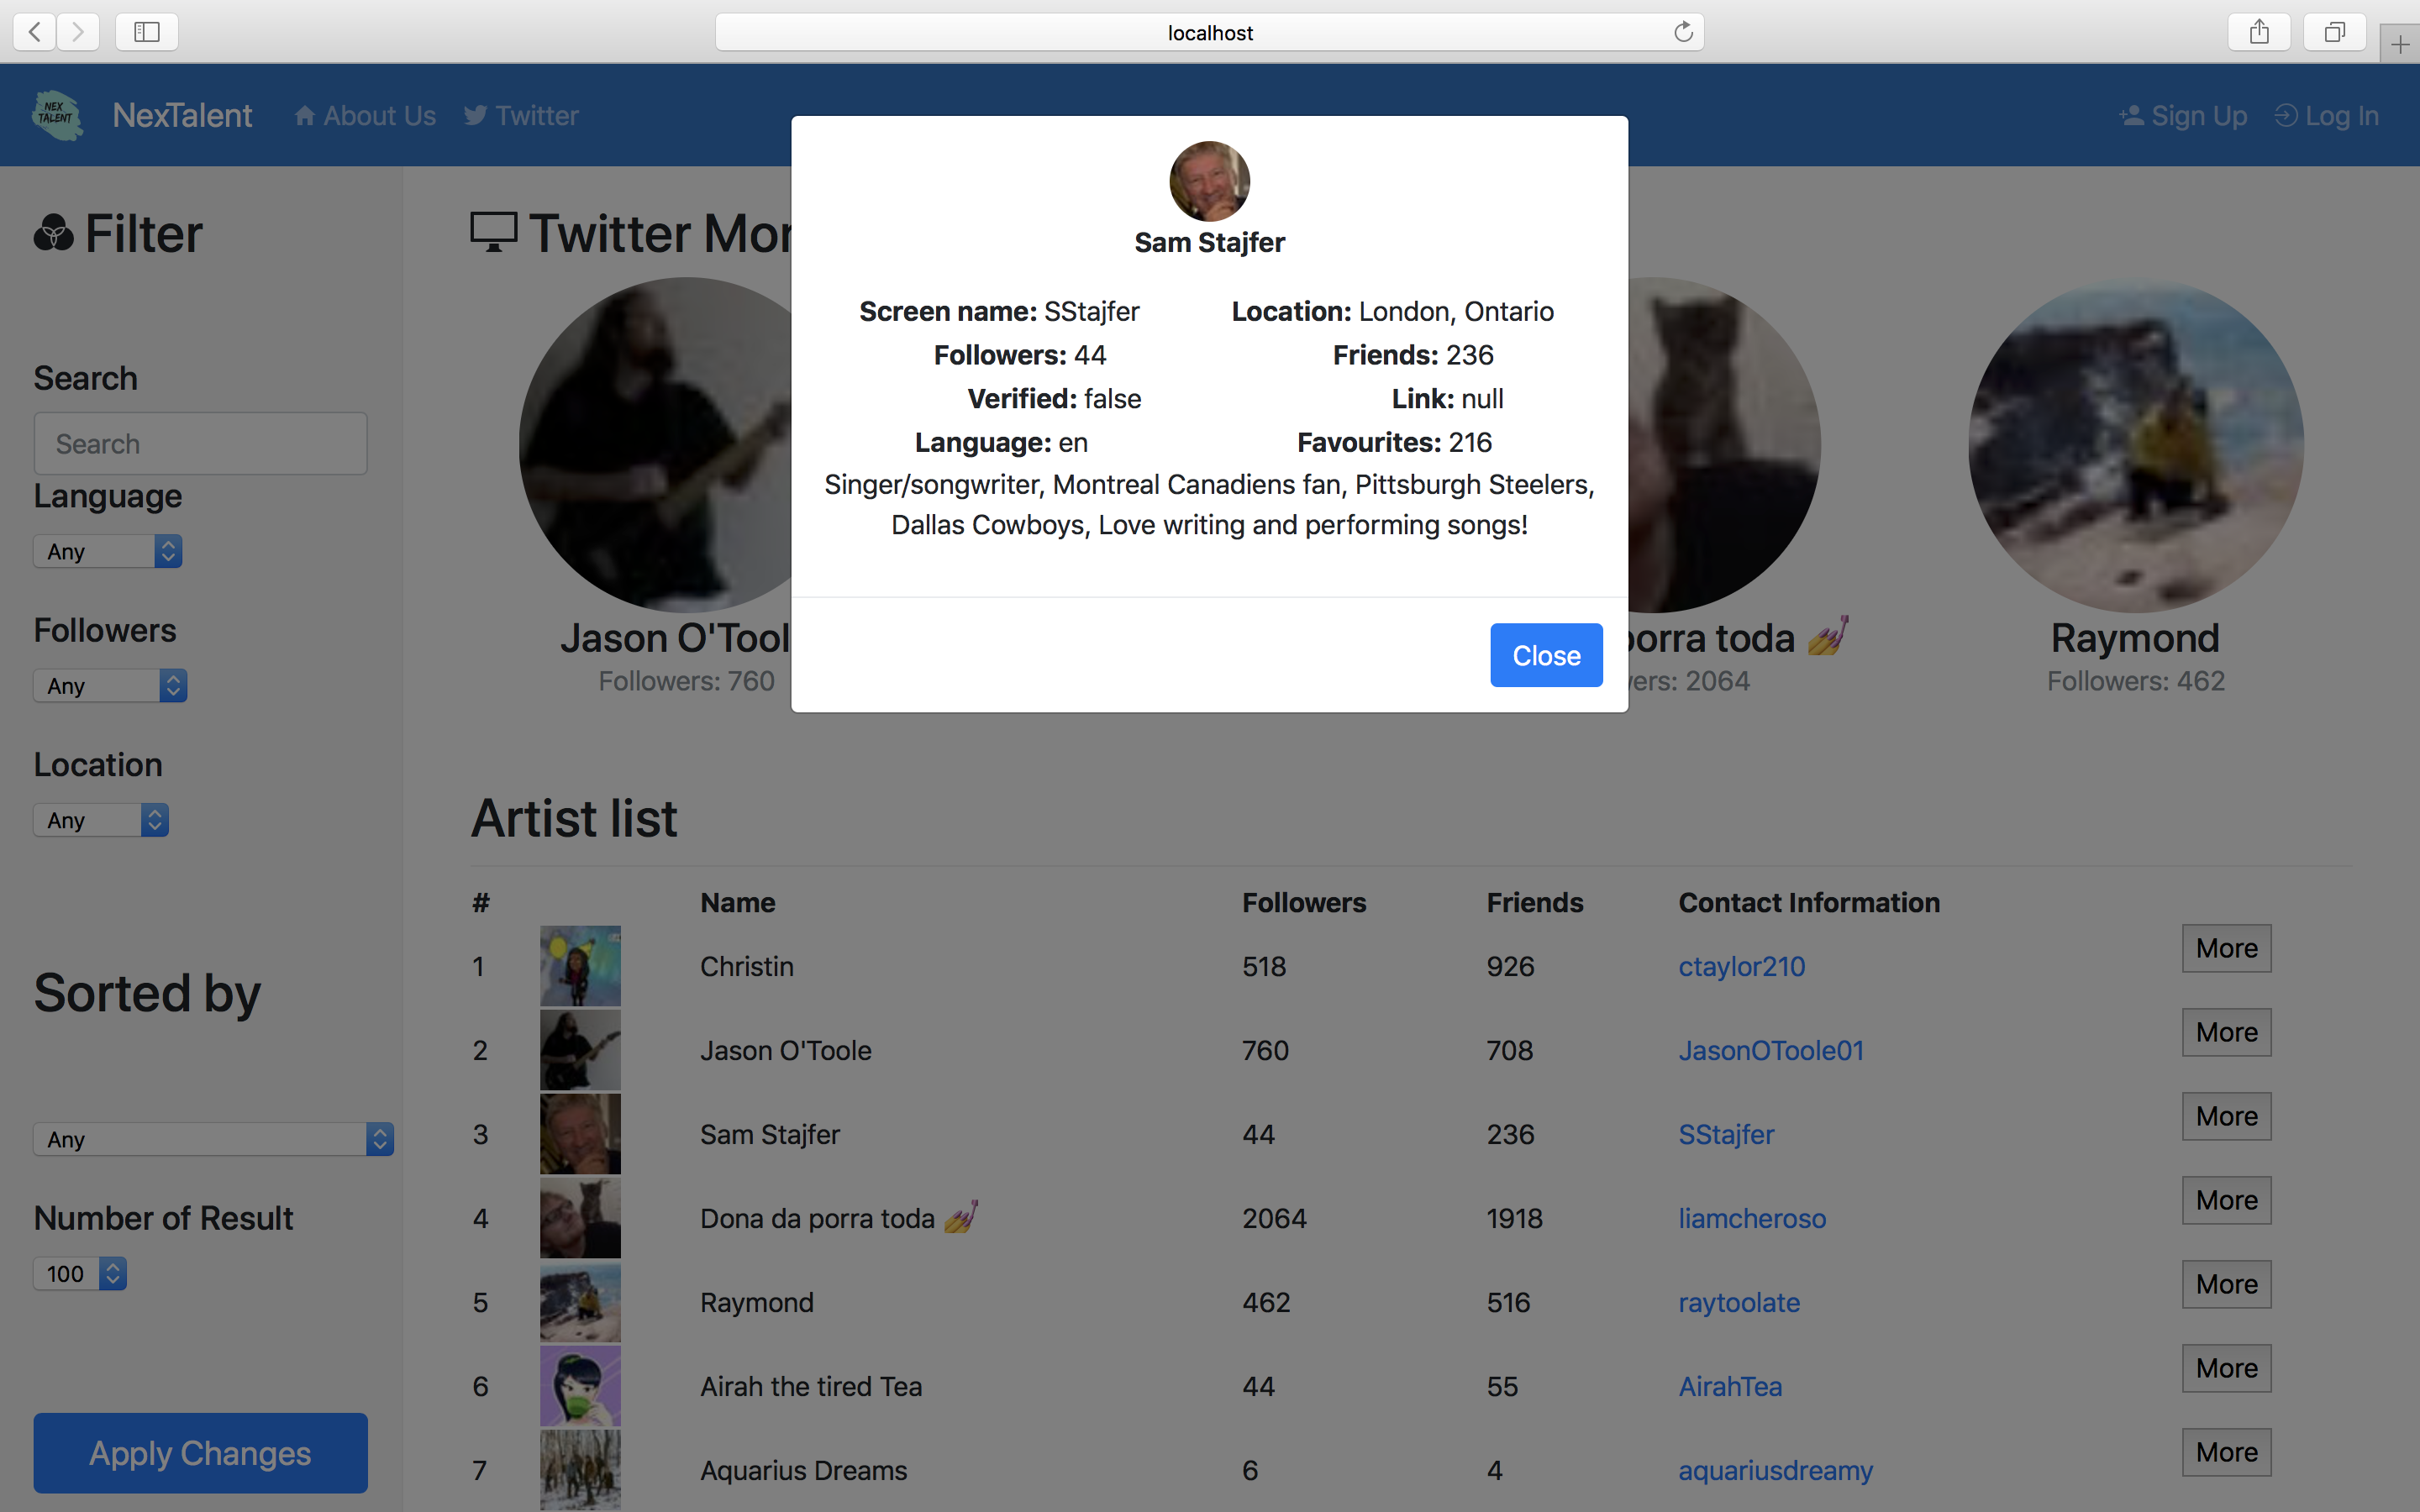 localhost
NEX
TALENT
NexTalent
About Us
Twitter
Sign Up
Log In
Filter
Search
Search
Language
Any
Followers
Any
Location
Any
Sorted by
Any
Number of Result
100
Apply Changes
Twitter Mor
Jason O'Tool
Followers: 760
porra toda 💅
ers: 2064
Raymond
Followers: 462
Sam Stajfer
Screen name: SStajfer Location: London, Ontario
Followers: 44 Friends: 236
Verified: false Link: null
Language: en Favourites: 216
Singer/songwriter, Montreal Canadiens fan, Pittsburgh Steelers,
Dallas Cowboys, Love writing and performing songs!
Close
Artist list
# Name Followers Friends Contact Information
1 Christin 518 926 ctaylor210 More
2 Jason O'Toole 760 708 JasonOToole01 More
3 Sam Stajfer 44 236 SStajfer More
4 Dona da porra toda 💅 2064 1918 liamcheroso More
5 Raymond 462 516 raytoolate More
6 Airah the tired Tea 44 55 AirahTea More
7 Aquarius Dreams 6 4 aquariusdreamy More